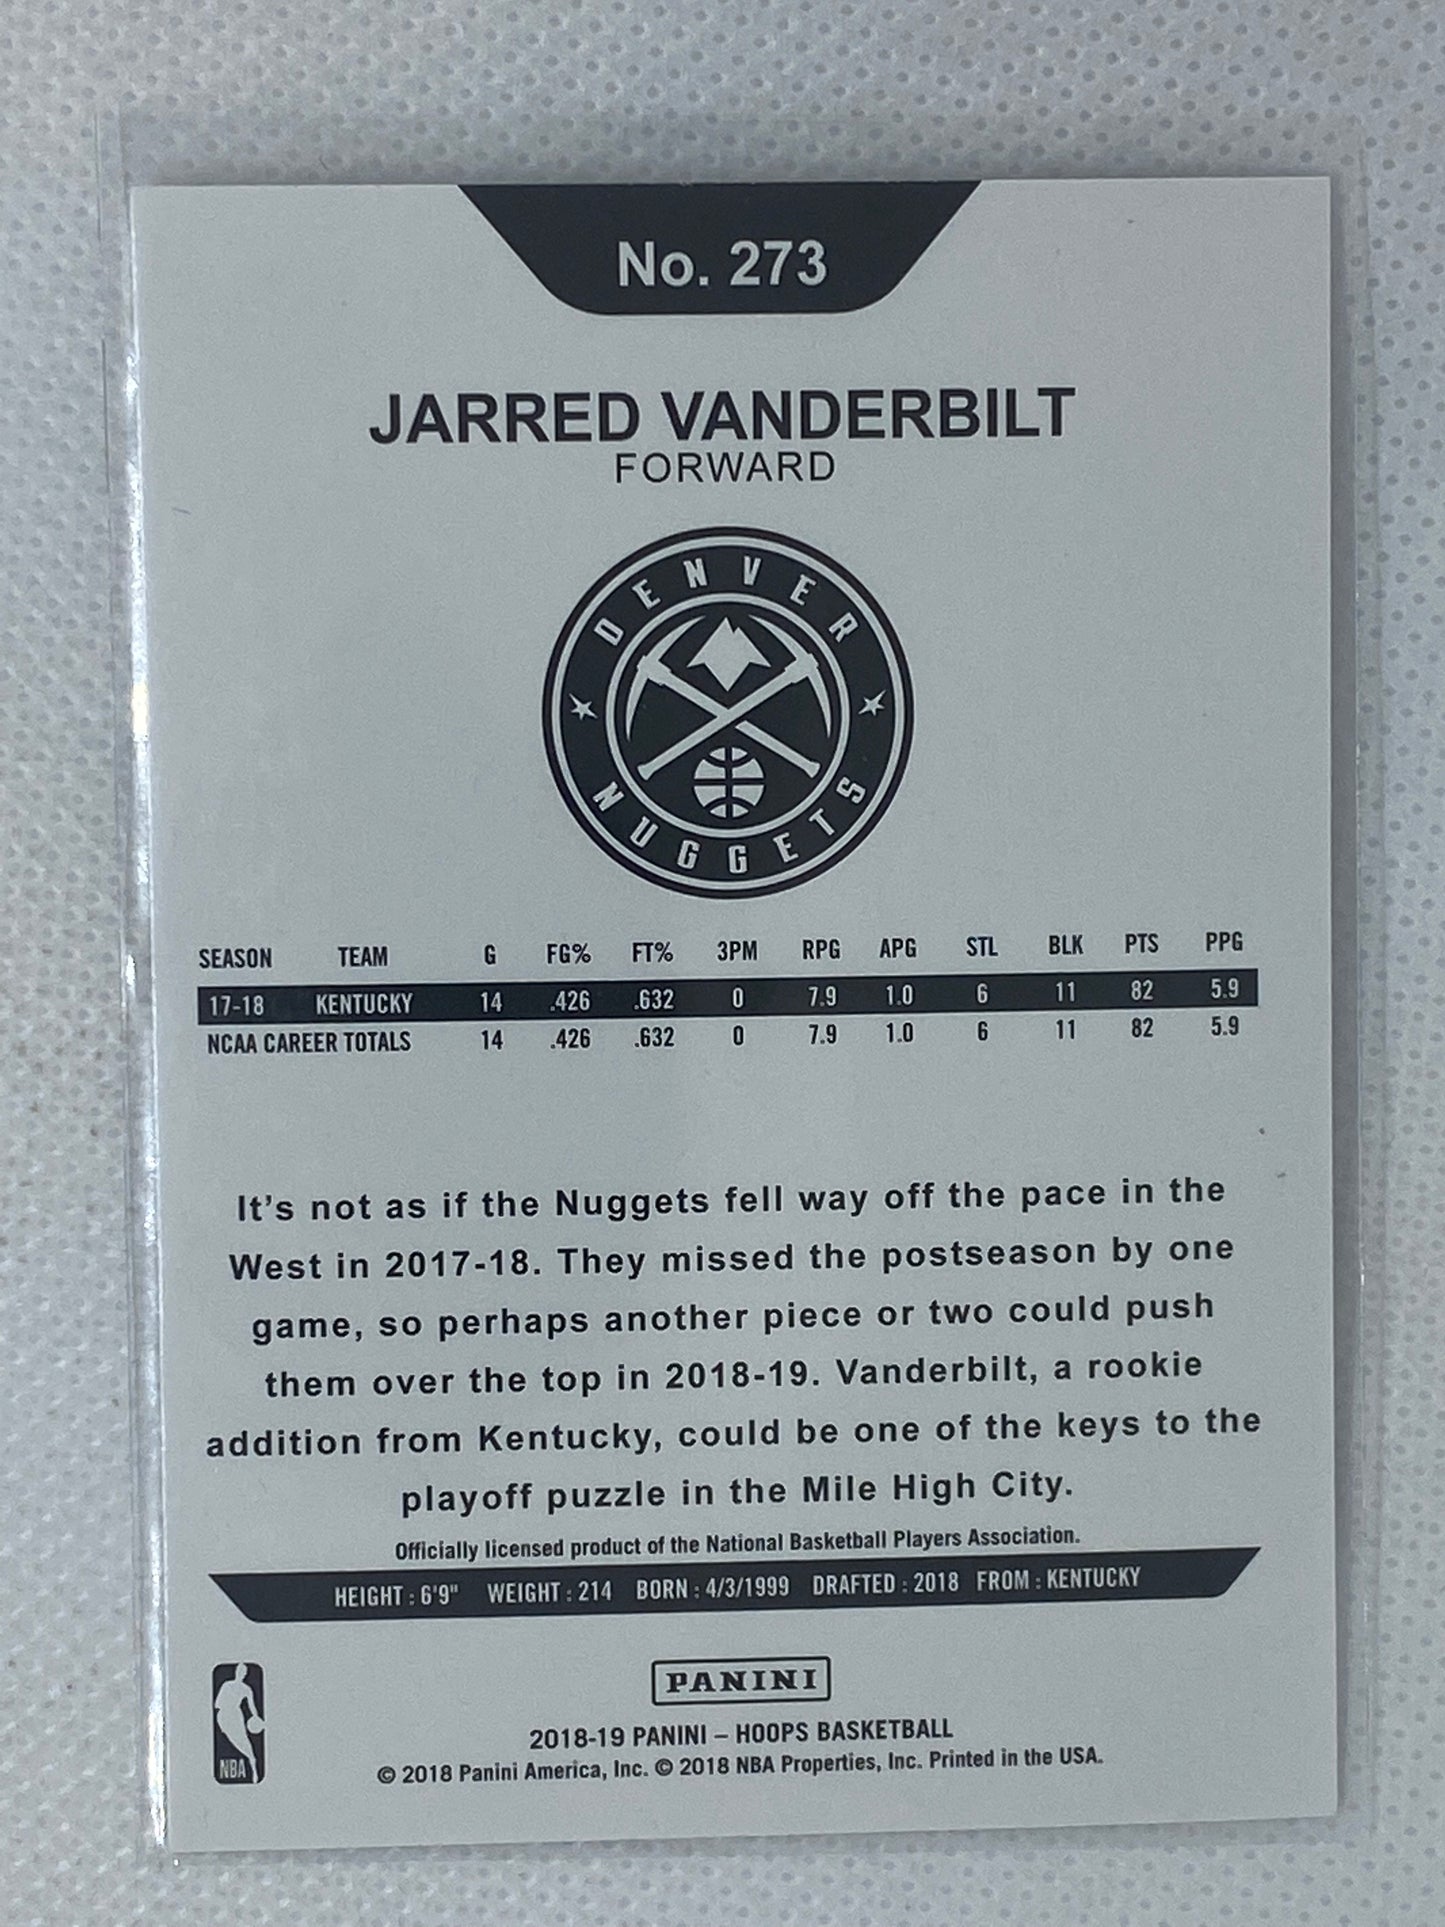 No. 273
JARRED VANDERBILT
FORWARD
DENVER
NUGGETS
SEASON TEAM G FG% FT% 3PM RPG APG STL BLK PTS PPG
17-18 KENTUCKY 14 .426 .632 0 7.9 1.0 6 11 82 5.9
NCAA CAREER TOTALS 14 .426 .632 0 7.9 1.0 6 11 82 5.9
It's not as if the Nuggets fell way off the pace in the
West in 2017-18. They missed the postseason by one
game, so perhaps another piece or two could push
them over the top in 2018-19. Vanderbilt, a rookie
addition from Kentucky, could be one of the keys to the
playoff puzzle in the Mile High City.
Officially licensed product of the National Basketball Players Association.
HEIGHT : 6'9" WEIGHT : 214 BORN : 4/3/1999 DRAFTED : 2018 FROM : KENTUCKY
PANINI
NBA
2018-19 PANINI – HOOPS BASKETBALL
© 2018 Panini America, Inc. © 2018 NBA Properties, Inc. Printed in the USA.